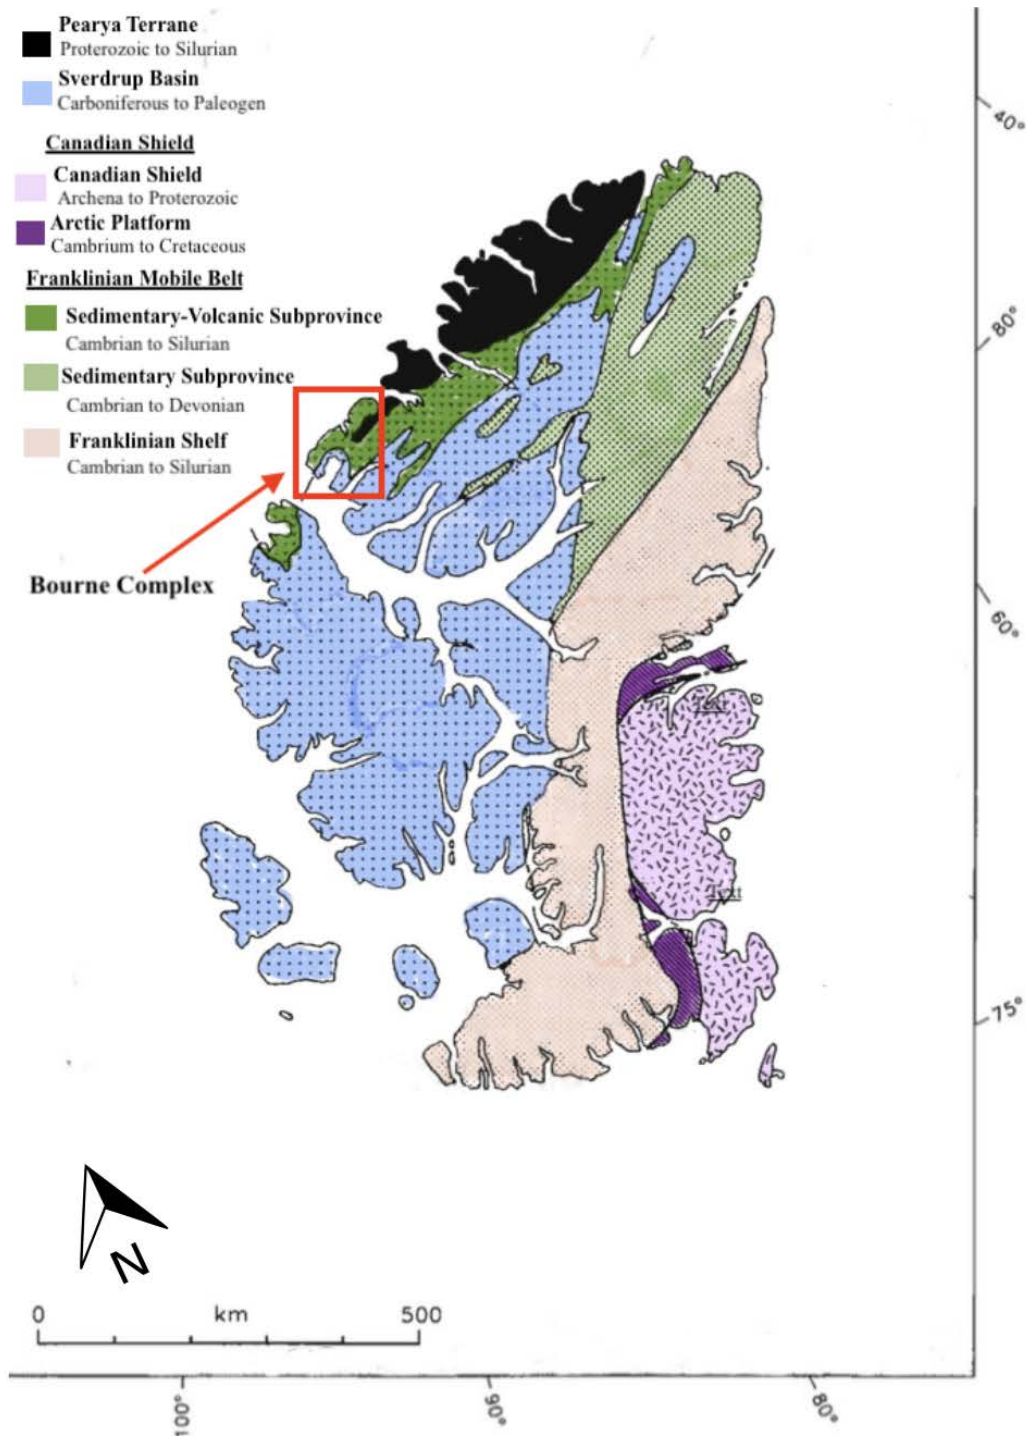 Pearya Terrane
Proterozoic to Silurian
Sverdrup Basin
Carboniferous to Paleogen
Canadian Shield
Canadian Shield
Archena to Proterozoic
Arctic Platform
Cambrium to Cretaceous
Franklinian Mobile Belt
Sedimentary-Volcanic Subprovince
Cambrian to Silurian
Sedimentary Subprovince
Cambrian to Devonian
Franklinian Shelf
Cambrian to Silurian
Bourne Complex
40°
80°
60°
Text
Text
75°
N
0 km 500
100° 90° 80°